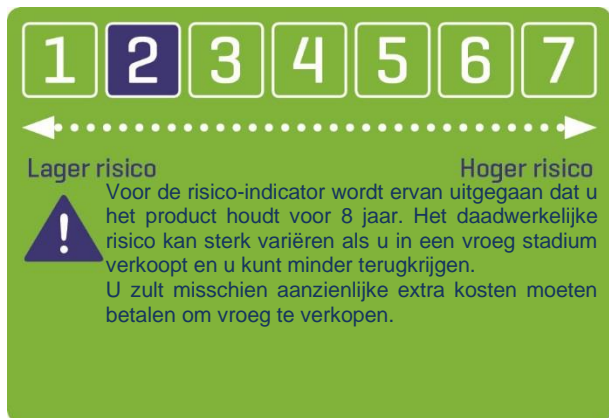 1 2 3 4 5 6 7
Lager risico Hoger risico
Voor de risico-indicator wordt ervan uitgegaan dat u
het product houdt voor 8 jaar. Het daadwerkelijke
risico kan sterk variëren als u in een vroeg stadium
verkoopt en u kunt minder terugkrijgen.
U zult misschien aanzienlijke extra kosten moeten
betalen om vroeg te verkopen.